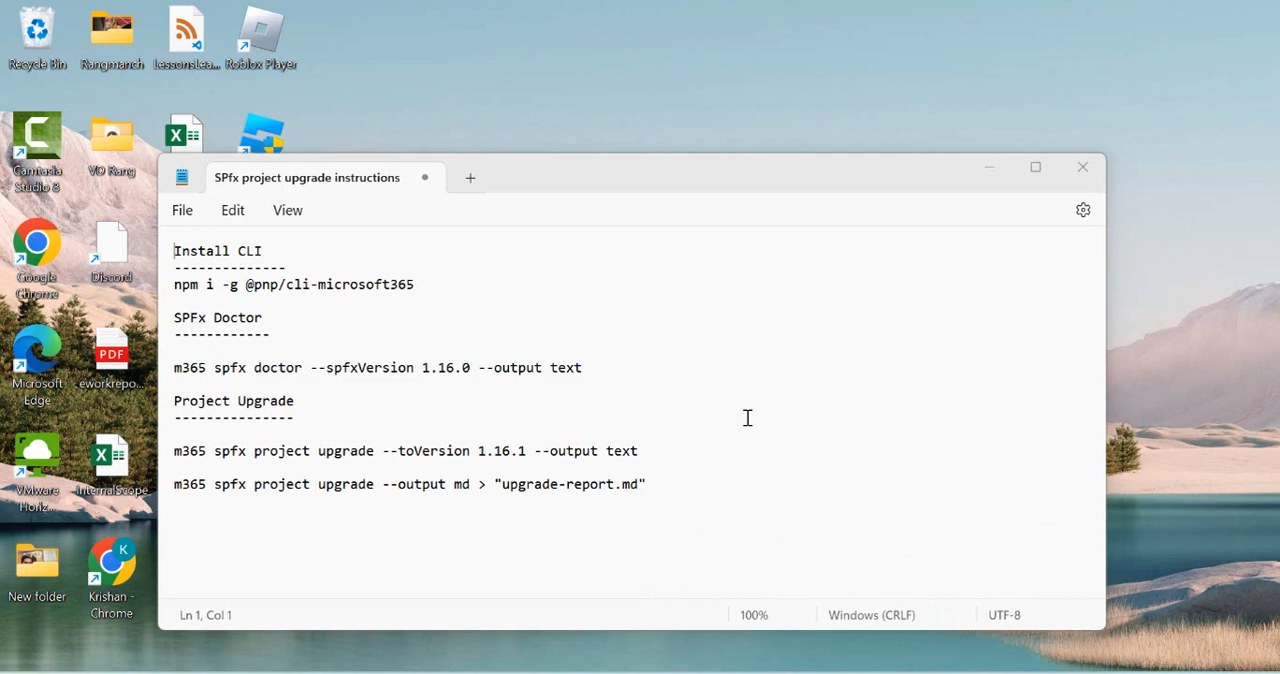 Recycle Bin
Rangmanch
LessonsLea...
Roblox Player
Camtasia
Studio 8
VD Rang
Google
Chrome
Discord
Microsoft
Edge
PDF
...eworkrepo...
VMware
Horiz...
InternalScope
New folder
K
Krishan -
Chrome
SPfx project upgrade instructions
File Edit View
Install CLI
--------------
npm i -g @pnp/cli-microsoft365
SPFx Doctor
------------
m365 spfx doctor --spfxVersion 1.16.0 --output text
Project Upgrade
---------------
m365 spfx project upgrade --toVersion 1.16.1 --output text
m365 spfx project upgrade --output md > "upgrade-report.md"
Ln 1, Col 1
100%
Windows (CRLF)
UTF-8